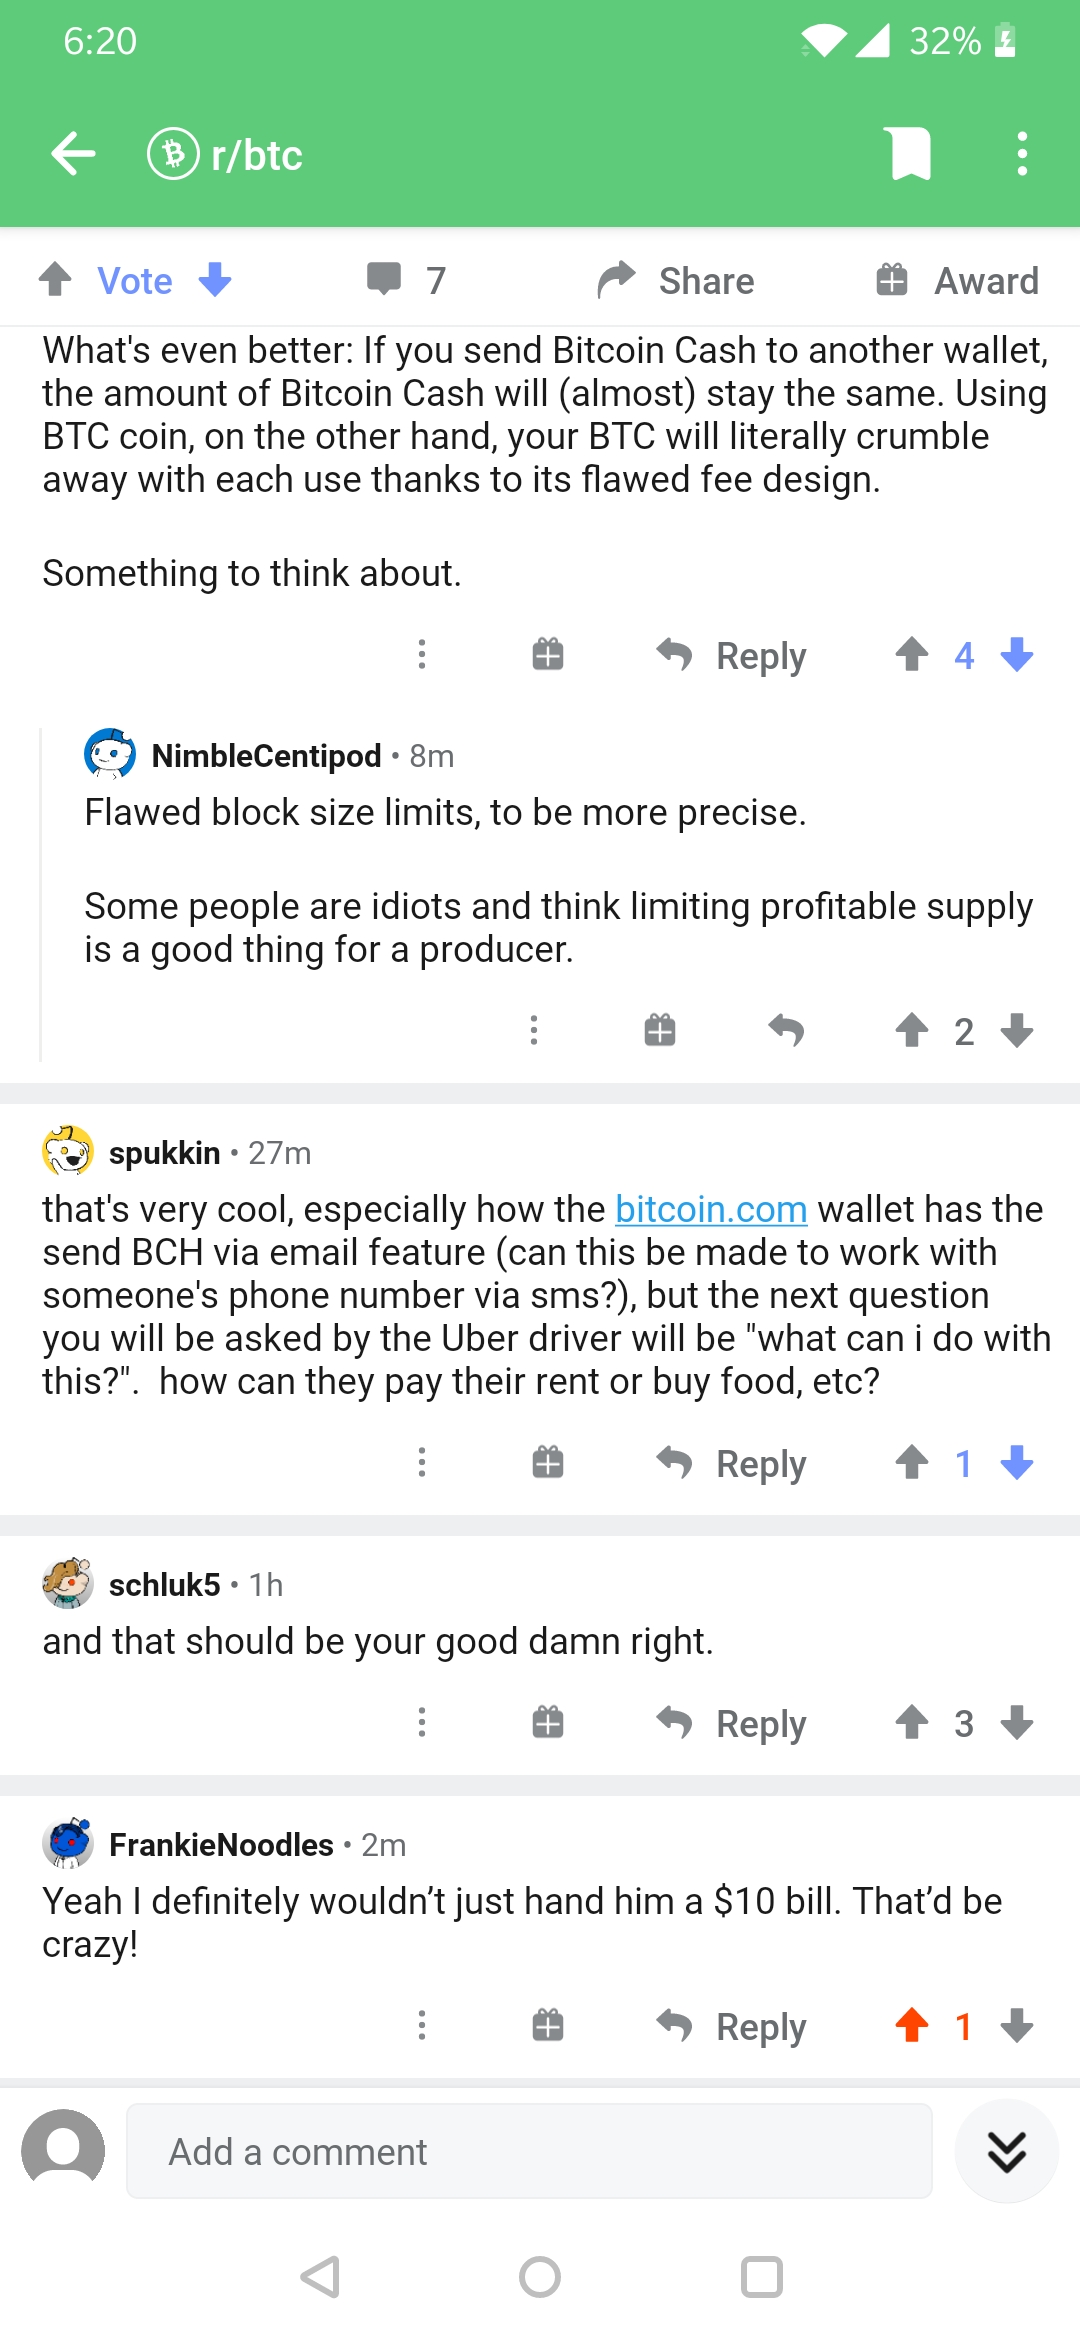 6:20
32%
r/btc
Vote
7
Share
Award
What's even better: If you send Bitcoin Cash to another wallet,
the amount of Bitcoin Cash will (almost) stay the same. Using
BTC coin, on the other hand, your BTC will literally crumble
away with each use thanks to its flawed fee design.
Something to think about.
Reply
4
NimbleCentipod • 8m
Flawed block size limits, to be more precise.
Some people are idiots and think limiting profitable supply
is a good thing for a producer.
2
spukkin • 27m
that's very cool, especially how the bitcoin.com wallet has the
send BCH via email feature (can this be made to work with
someone's phone number via sms?), but the next question
you will be asked by the Uber driver will be "what can i do with
this?".  how can they pay their rent or buy food, etc?
Reply
1
schluk5 • 1h
and that should be your good damn right.
Reply
3
FrankieNoodles • 2m
Yeah I definitely wouldn’t just hand him a $10 bill. That’d be
crazy!
Reply
1
Add a comment